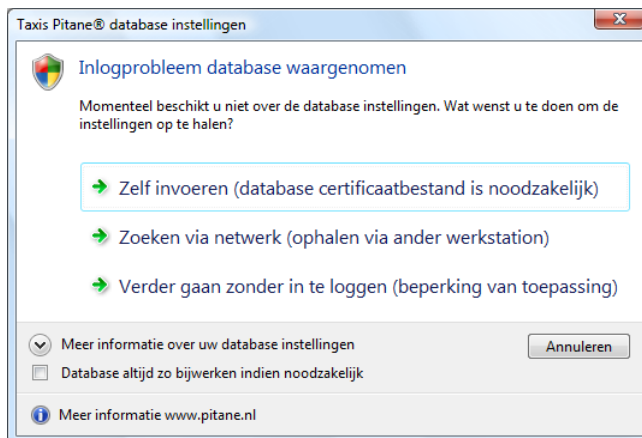 Taxis Pitane® database instellingen
Inlogprobleem database waargenomen
Momenteel beschikt u niet over de database instellingen. Wat wenst u te doen om de
instellingen op te halen?
Zelf invoeren (database certificaatbestand is noodzakelijk)
Zoeken via netwerk (ophalen via ander werkstation)
Verder gaan zonder in te loggen (beperking van toepassing)
Meer informatie over uw database instellingen
Annuleren
Database altijd zo bijwerken indien noodzakelijk
Meer informatie www.pitane.nl